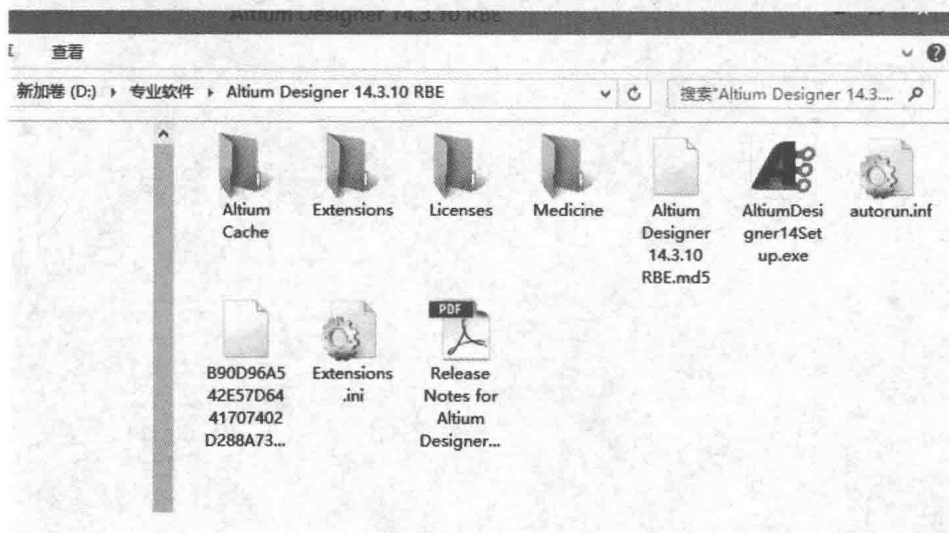 Altium Designer 14.3.10 RBE
查看
新加卷 (D:) 专业软件 Altium Designer 14.3.10 RBE
搜索"Altium Designer 14.3....
Altium
Cache
Extensions
Licenses
Medicine
Altium
Designer
14.3.10
RBE.md5
AltiumDesi
gner14Set
up.exe
autorun.inf
B90D96A5
42E57D64
41707402
D288A73...
Extensions
.ini
PDF
Release
Notes for
Altium
Designer...